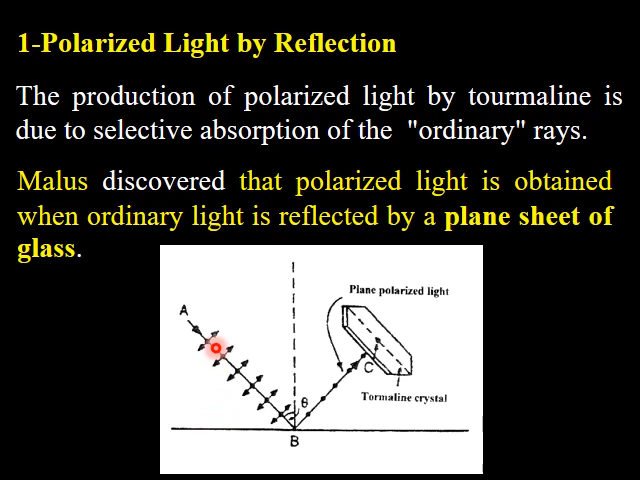 1-Polarized Light by Reflection
The production of polarized light by tourmaline is
due to selective absorption of the "ordinary" rays.
Malus discovered that polarized light is obtained
when ordinary light is reflected by a plane sheet of
glass.
Plane polarized light
A
C
Tormaline crystal
θ
B